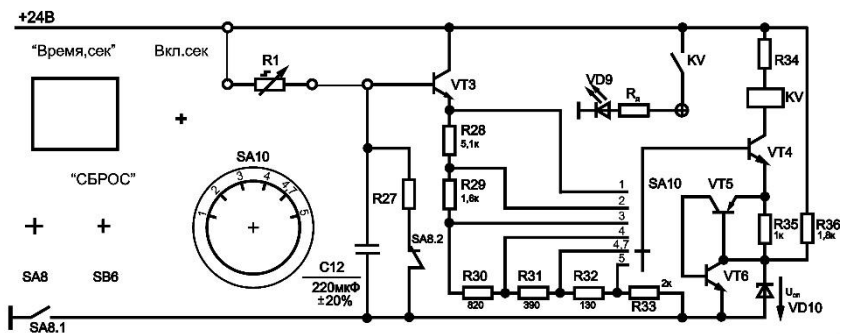 +24В
"Время,сек"
Вкл.сек
R1
VT3
KV
R34
VD9
Rд
KV
R28
5,1к
VT4
"СБРОС"
SA10
1 2 3 4 4,7 5
R27
R29
1,6к
1
2
3
4
4,7
5
SA10
VT5
R35
1к
R36
1,8к
SA8
SB6
C12
220мкФ
±20%
SA8.2
R30
820
R31
390
R32
130
R33
2к
VT6
Uоп
VD10
SA8.1